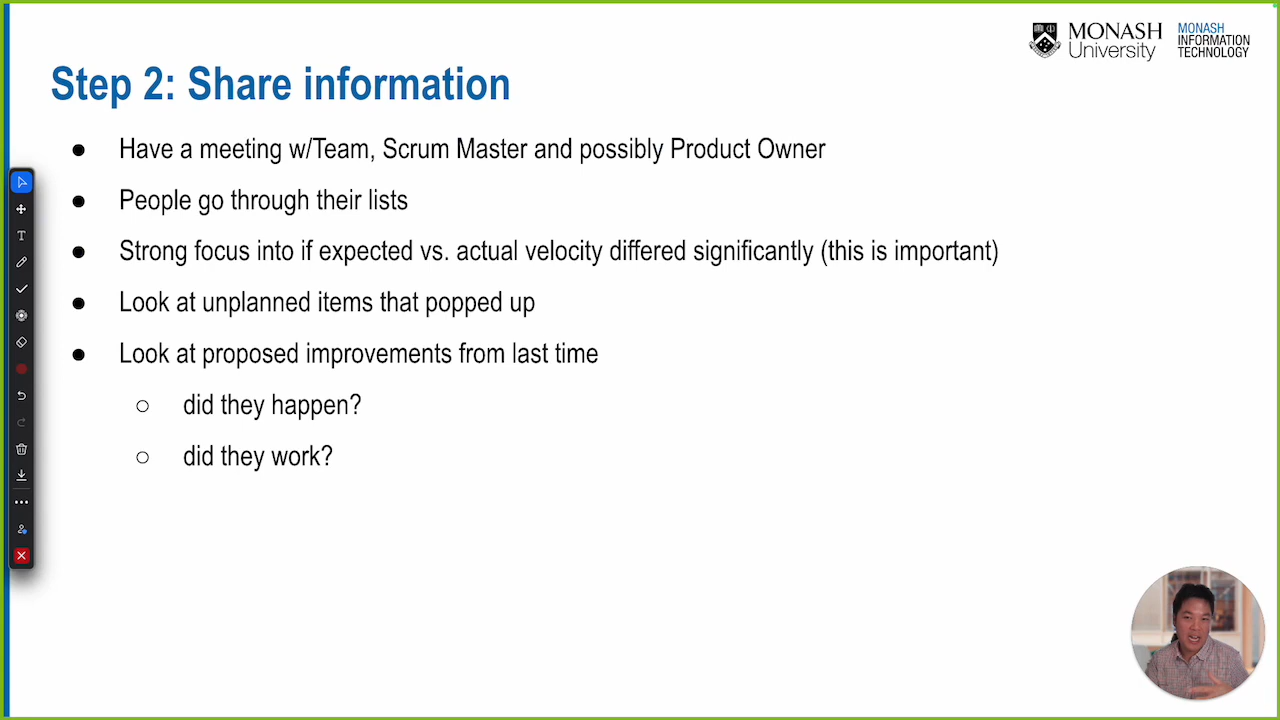 MONASH University
MONASH INFORMATION TECHNOLOGY
Step 2: Share information
● Have a meeting w/Team, Scrum Master and possibly Product Owner
● People go through their lists
● Strong focus into if expected vs. actual velocity differed significantly (this is important)
● Look at unplanned items that popped up
● Look at proposed improvements from last time
○ did they happen?
○ did they work?